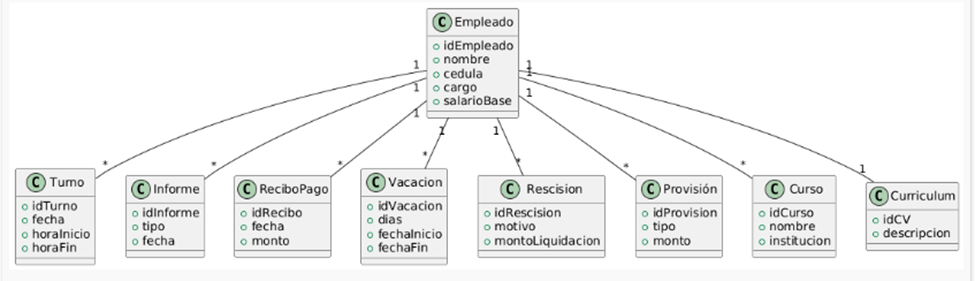 C Empleado
idEmpleado
nombre
cedula
cargo
salarioBase
1 1
1
1 1
1
1 1
* * * * * * * 1
C Turno
idTurno
fecha
horaInicio
horaFin
C Informe
idInforme
tipo
fecha
C ReciboPago
idRecibo
fecha
monto
C Vacacion
idVacacion
dias
fechaInicio
fechaFin
C Rescision
idRescision
motivo
montoLiquidacion
C Provisión
idProvision
tipo
monto
C Curso
idCurso
nombre
institucion
C Curriculum
idCV
descripcion